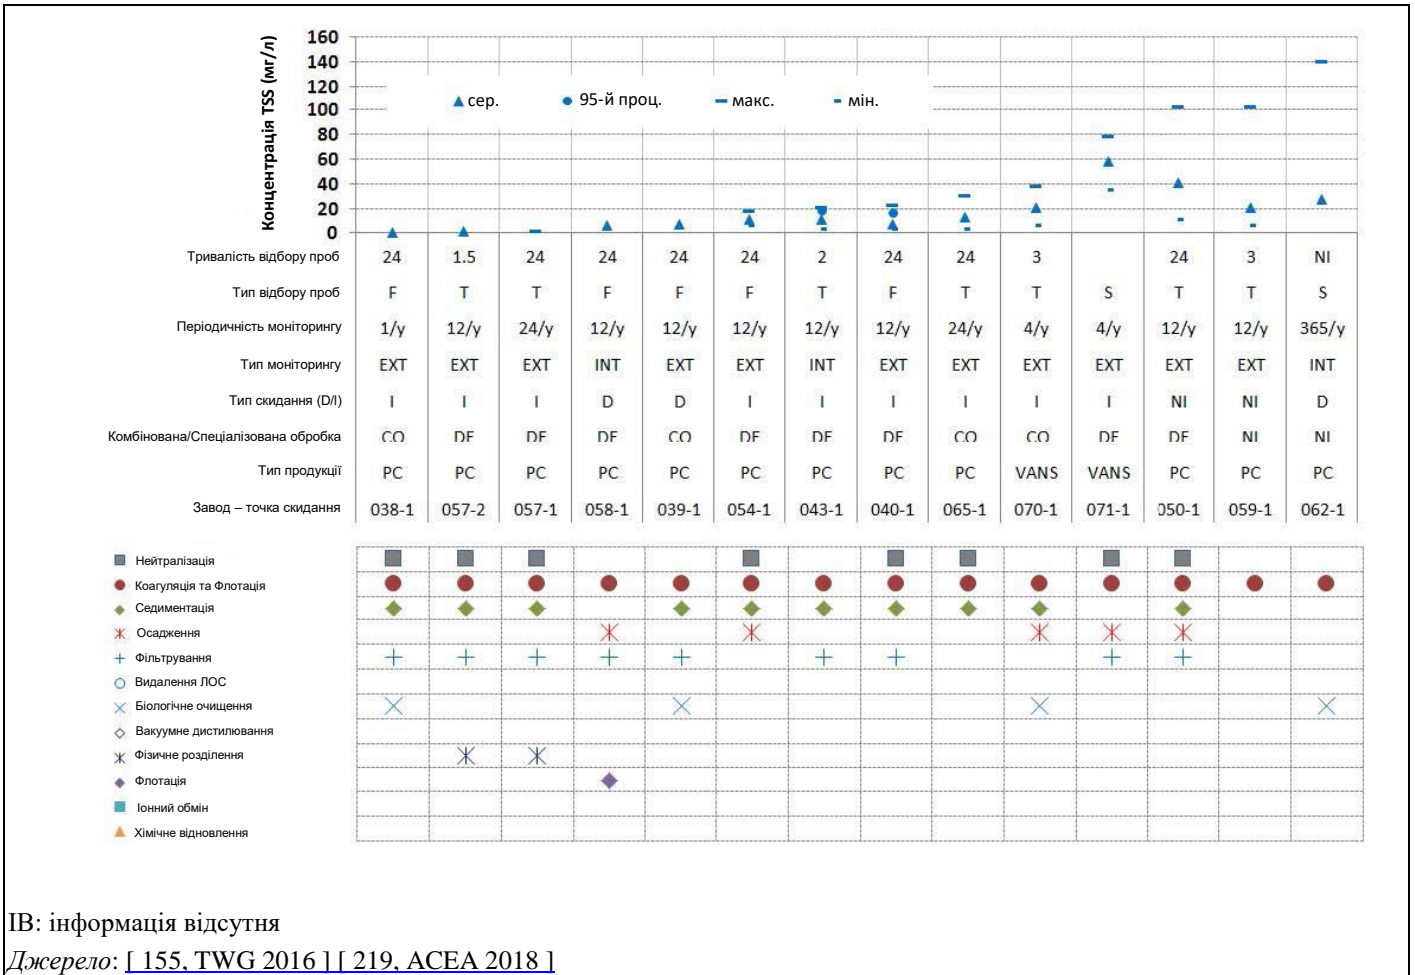 Концентрація TSS (мг/л)
160
140
120
100
80
60
40
20
0
сер. 95-й проц. макс. мін.
Тривалість відбору проб 24 1.5 24 24 24 24 2 24 24 3 24 3 NI
Тип відбору проб F T T F F F T F T T S T T S
Періодичність моніторингу 1/y 12/y 24/y 12/y 12/y 12/y 12/y 12/y 24/y 4/y 4/y 12/y 12/y 365/y
Тип моніторингу EXT EXT EXT INT EXT EXT INT EXT EXT EXT EXT EXT EXT INT
Тип скидання (D/I) I I I D D I I I I I I NI NI D
Комбінована/Спеціалізована обробка CO DE DE DE CO DE DE DE CO CO DE DE NI NI
Тип продукції PC PC PC PC PC PC PC PC PC VANS VANS PC PC PC
Завод – точка скидання 038-1 057-2 057-1 058-1 039-1 054-1 043-1 040-1 065-1 070-1 071-1 050-1 059-1 062-1
Нейтралізація
Коагуляція та Флотація
Седиментація
Осадження
Фільтрування
Видалення ЛОС
Біологічне очищення
Вакуумне дистилювання
Фізичне розділення
Флотація
Іонний обмін
Хімічне відновлення
ІВ: інформація відсутня
Джерело: [ 155, TWG 2016 ] [ 219, ACEA 2018 ]